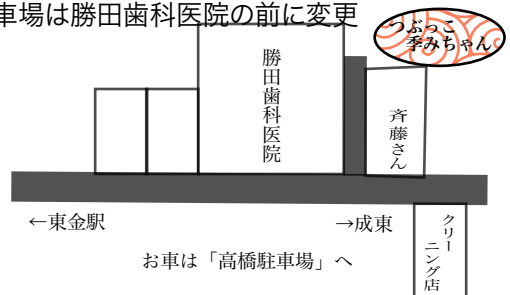 車場は勝田歯科医院の前に変更
つぶっこ
季みちゃん
勝田歯科医院
斉藤さん
←東金駅
→成東
お車は「高橋駐車場」へ
クリー
ニング店